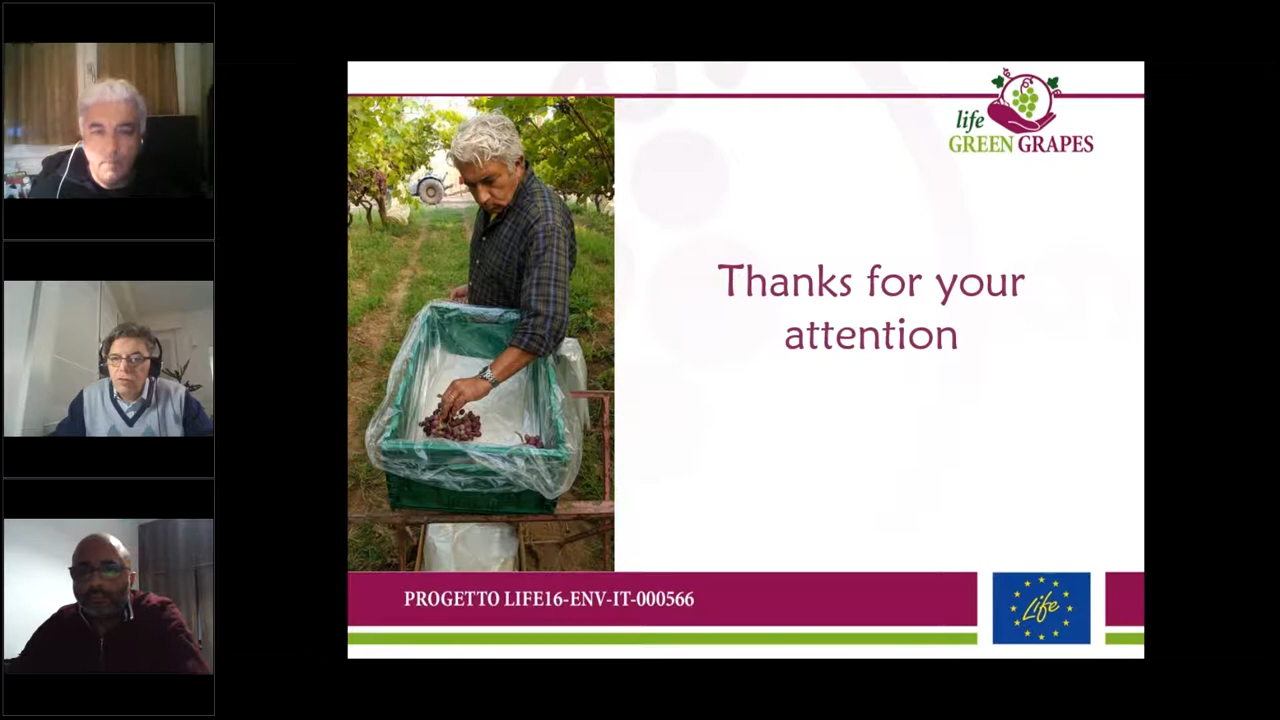 life
GREEN GRAPES
Thanks for your
attention
PROGETTO LIFE16-ENV-IT-000566
Life